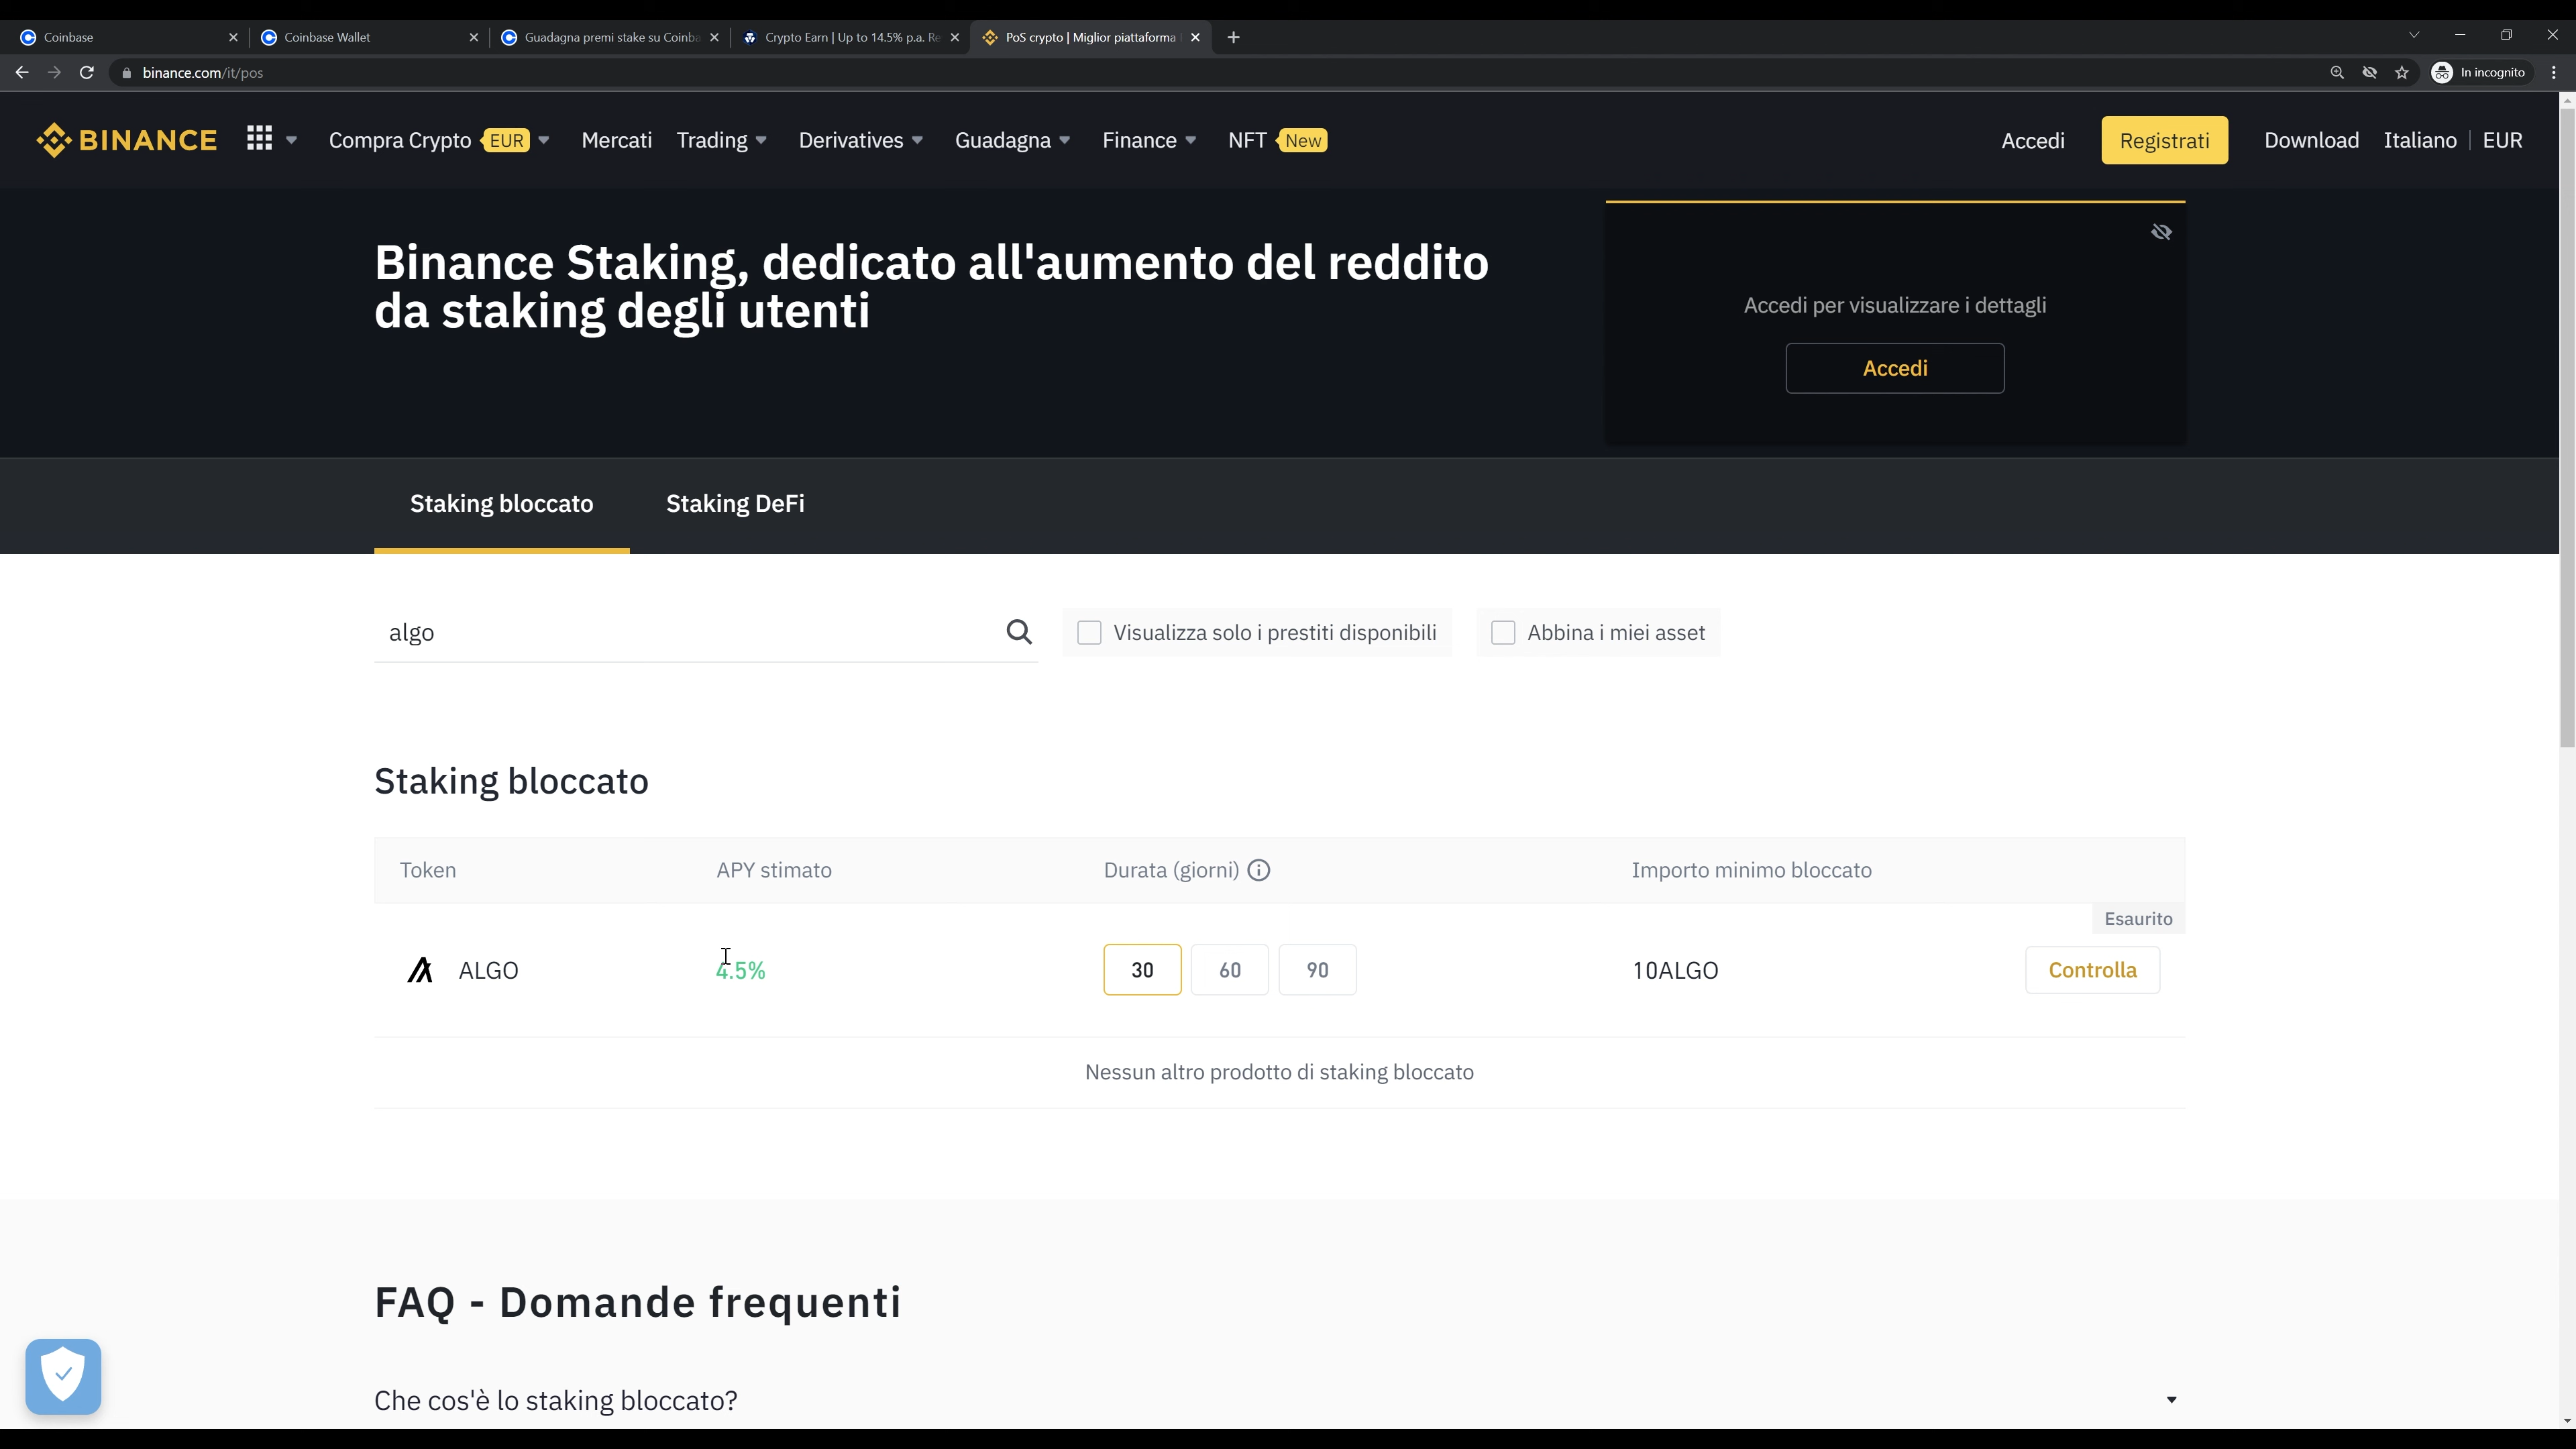 Coinbase
Coinbase Wallet
Guadagna premi stake su Coinba
Crypto Earn | Up to 14.5% p.a. Re
PoS crypto | Miglior piattaforma
binance.com/it/pos
In incognito
BINANCE
Compra Crypto EUR
Mercati
Trading
Derivatives
Guadagna
Finance
NFT New
Accedi
Registrati
Download
Italiano
EUR
Binance Staking, dedicato all'aumento del reddito
da staking degli utenti
Accedi per visualizzare i dettagli
Accedi
Staking bloccato
Staking DeFi
algo
Visualizza solo i prestiti disponibili
Abbina i miei asset
Staking bloccato
Token
APY stimato
Durata (giorni)
Importo minimo bloccato
Esaurito
ALGO
4.5%
30
60
90
10ALGO
Controlla
Nessun altro prodotto di staking bloccato
FAQ - Domande frequenti
Che cos'è lo staking bloccato?